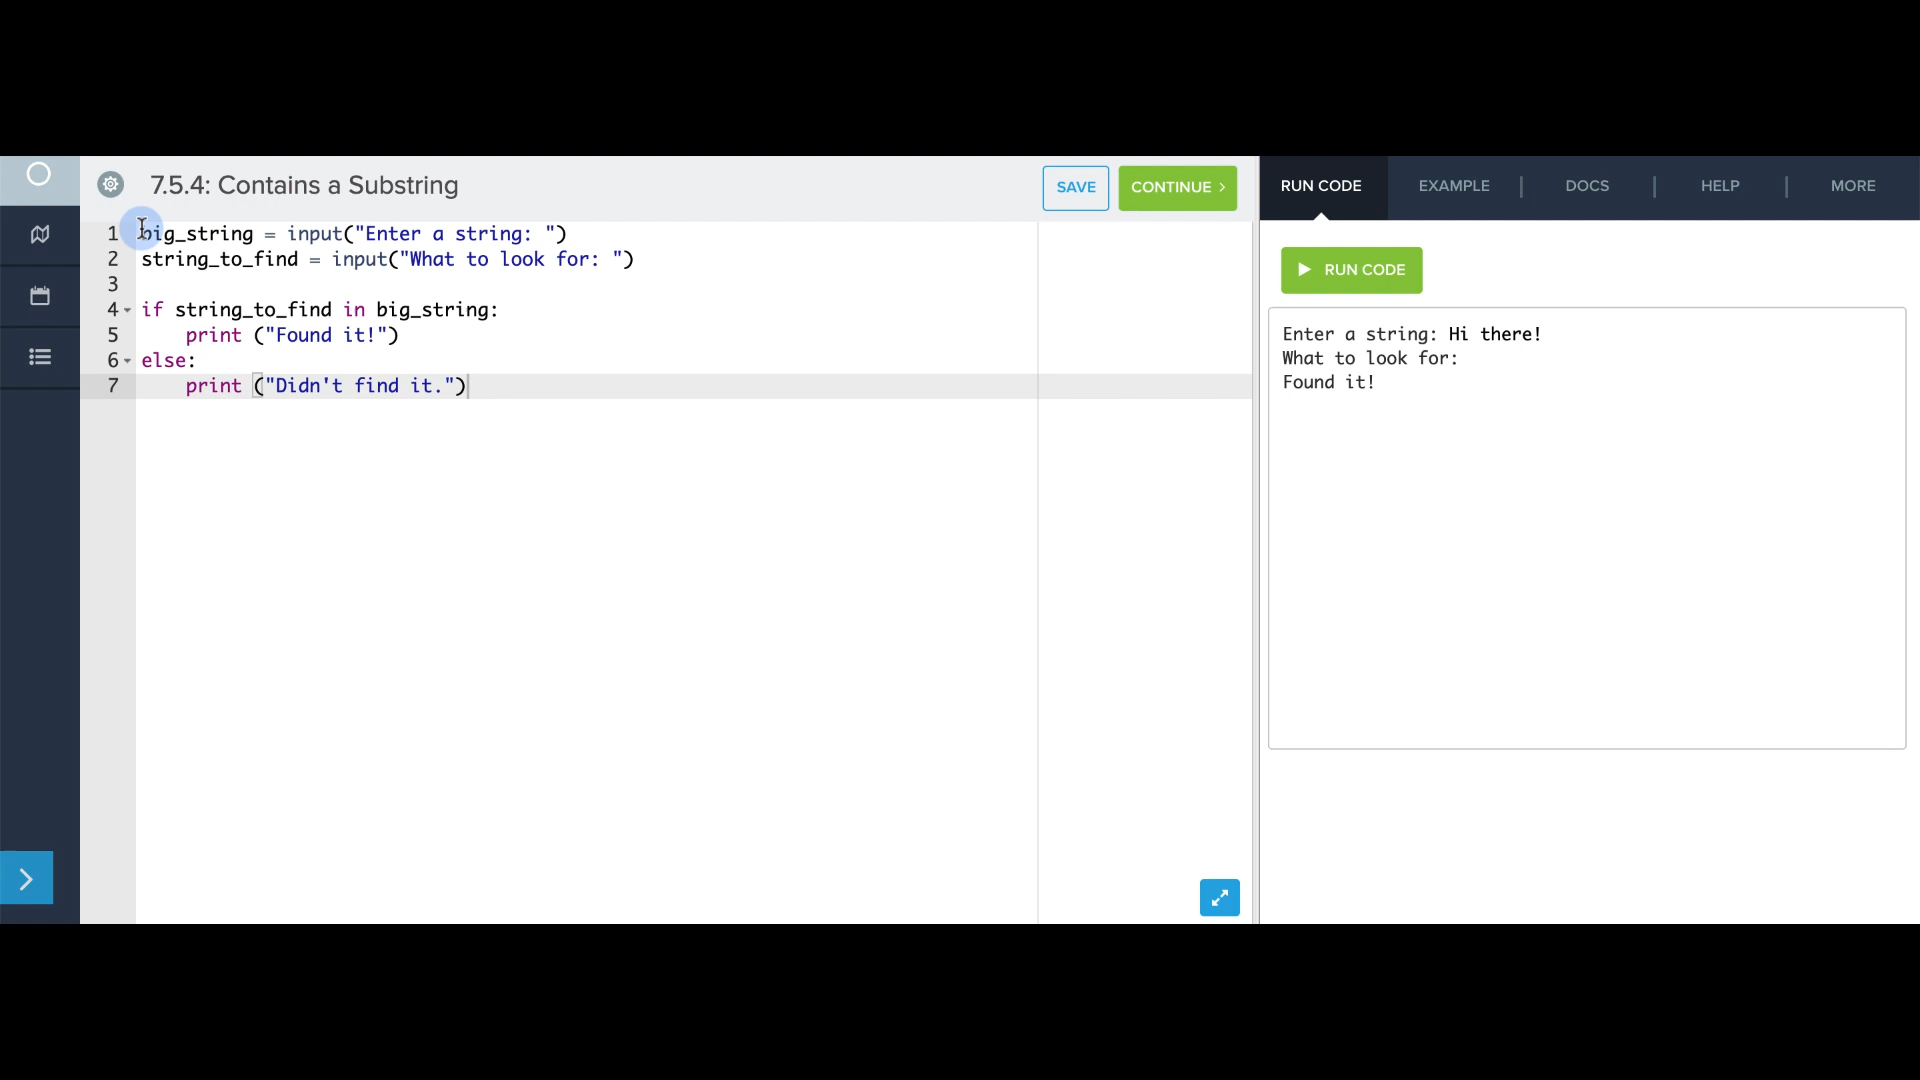 7.5.4: Contains a Substring
SAVE
CONTINUE >
RUN CODE
EXAMPLE
DOCS
HELP
MORE
1 big_string = input("Enter a string: ")
2 string_to_find = input("What to look for: ")
3
4 if string_to_find in big_string:
5 print ("Found it!")
6 else:
7 print ("Didn't find it.")
RUN CODE
Enter a string: Hi there!
What to look for:
Found it!